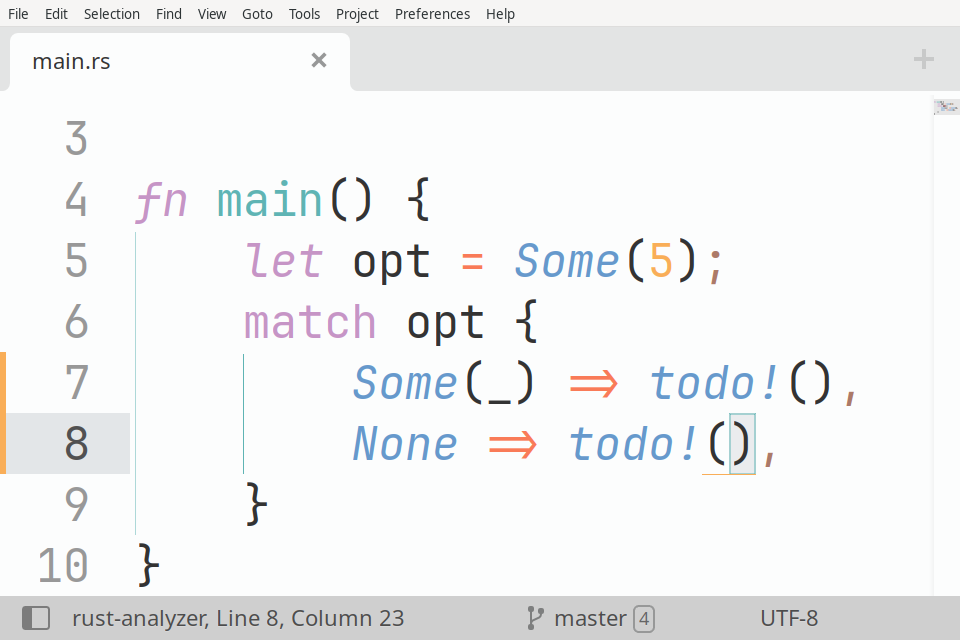 File Edit Selection Find View Goto Tools Project Preferences Help
main.rs × +
3
4 fn main() {
5     let opt = Some(5);
6     match opt {
7         Some(_) => todo!(),
8         None => todo!(),
9     }
10 }
rust-analyzer, Line 8, Column 23 master 4 UTF-8